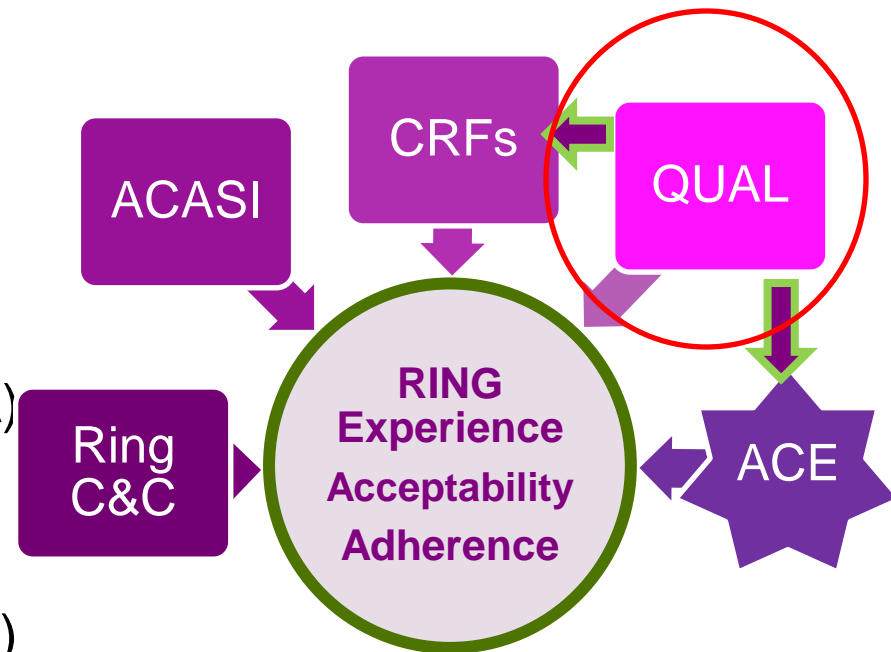 CRFs
ACASI
QUAL
RING
Experience
Acceptability
Adherence
Ring
C&C
ACE
)
)